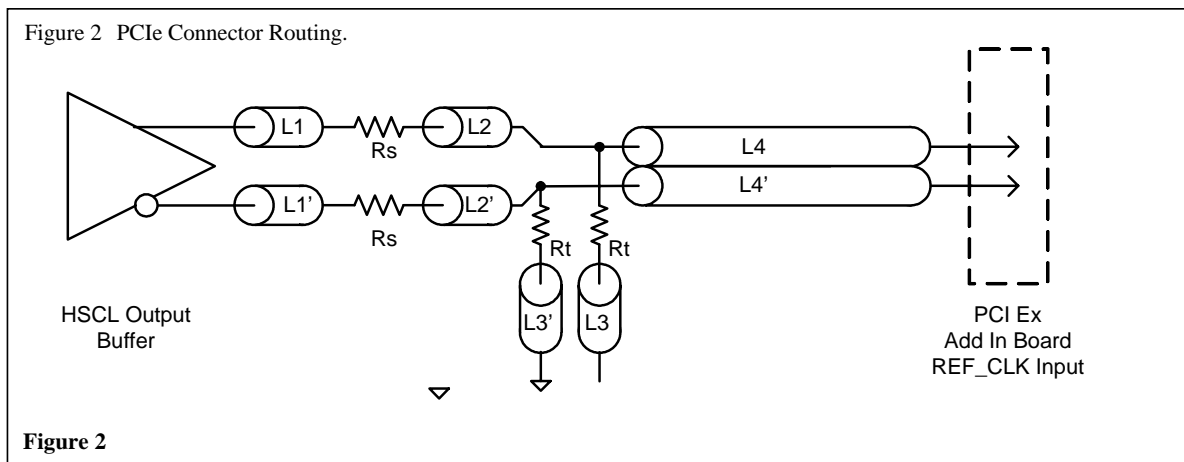 Figure 2 PCIe Connector Routing.
L1
Rs
L2
L4
L1'
Rs
L2'
L4'
Rt
Rt
L3'
L3
HSCL Output
Buffer
PCI Ex
Add In Board
REF_CLK Input
Figure 2